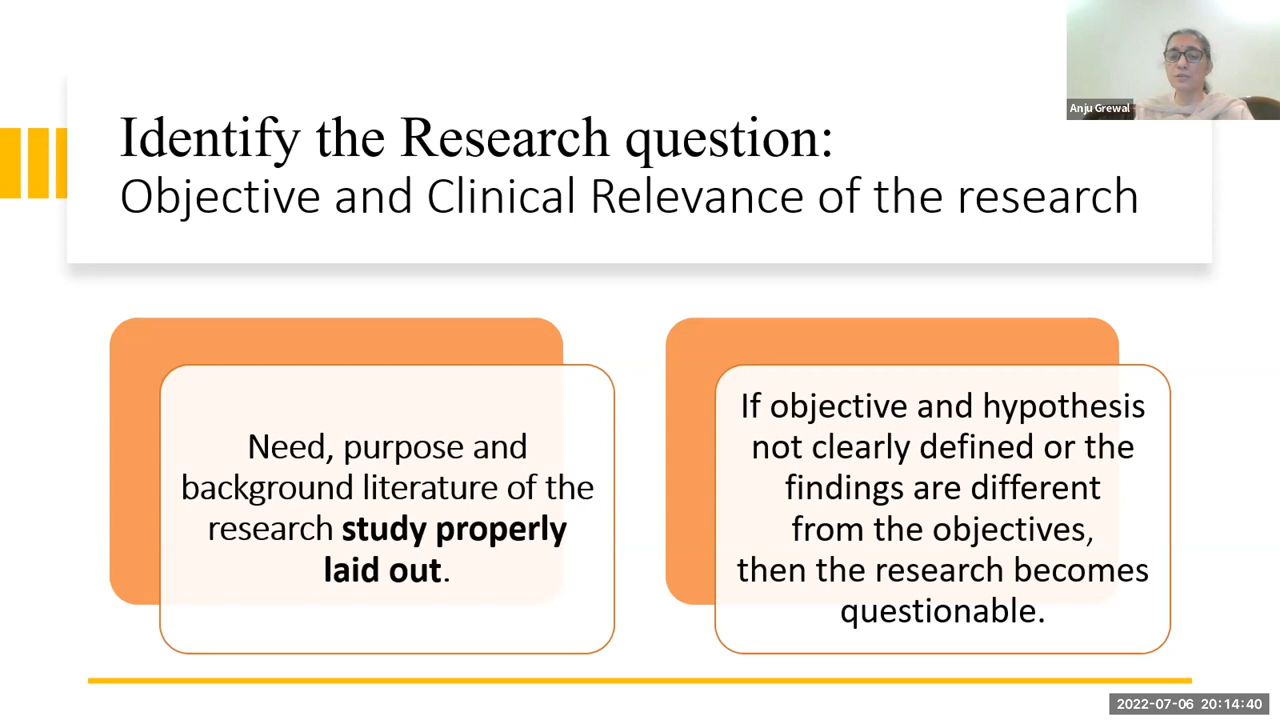 Anju Grewal
Identify the Research question:
Objective and Clinical Relevance of the research
Need, purpose and
background literature of the
research study properly
laid out.
If objective and hypothesis
not clearly defined or the
findings are different
from the objectives,
then the research becomes
questionable.
2022-07-06 20:14:40